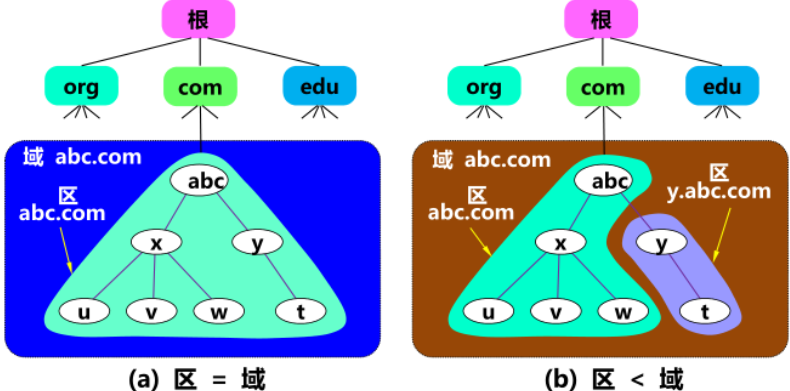 根
org com edu
域 abc.com
区
abc.com
abc
x y
u v w t
(a) 区 = 域
根
org com edu
域 abc.com
区
abc.com
区
y.abc.com
abc
x y
u v w t
(b) 区 < 域